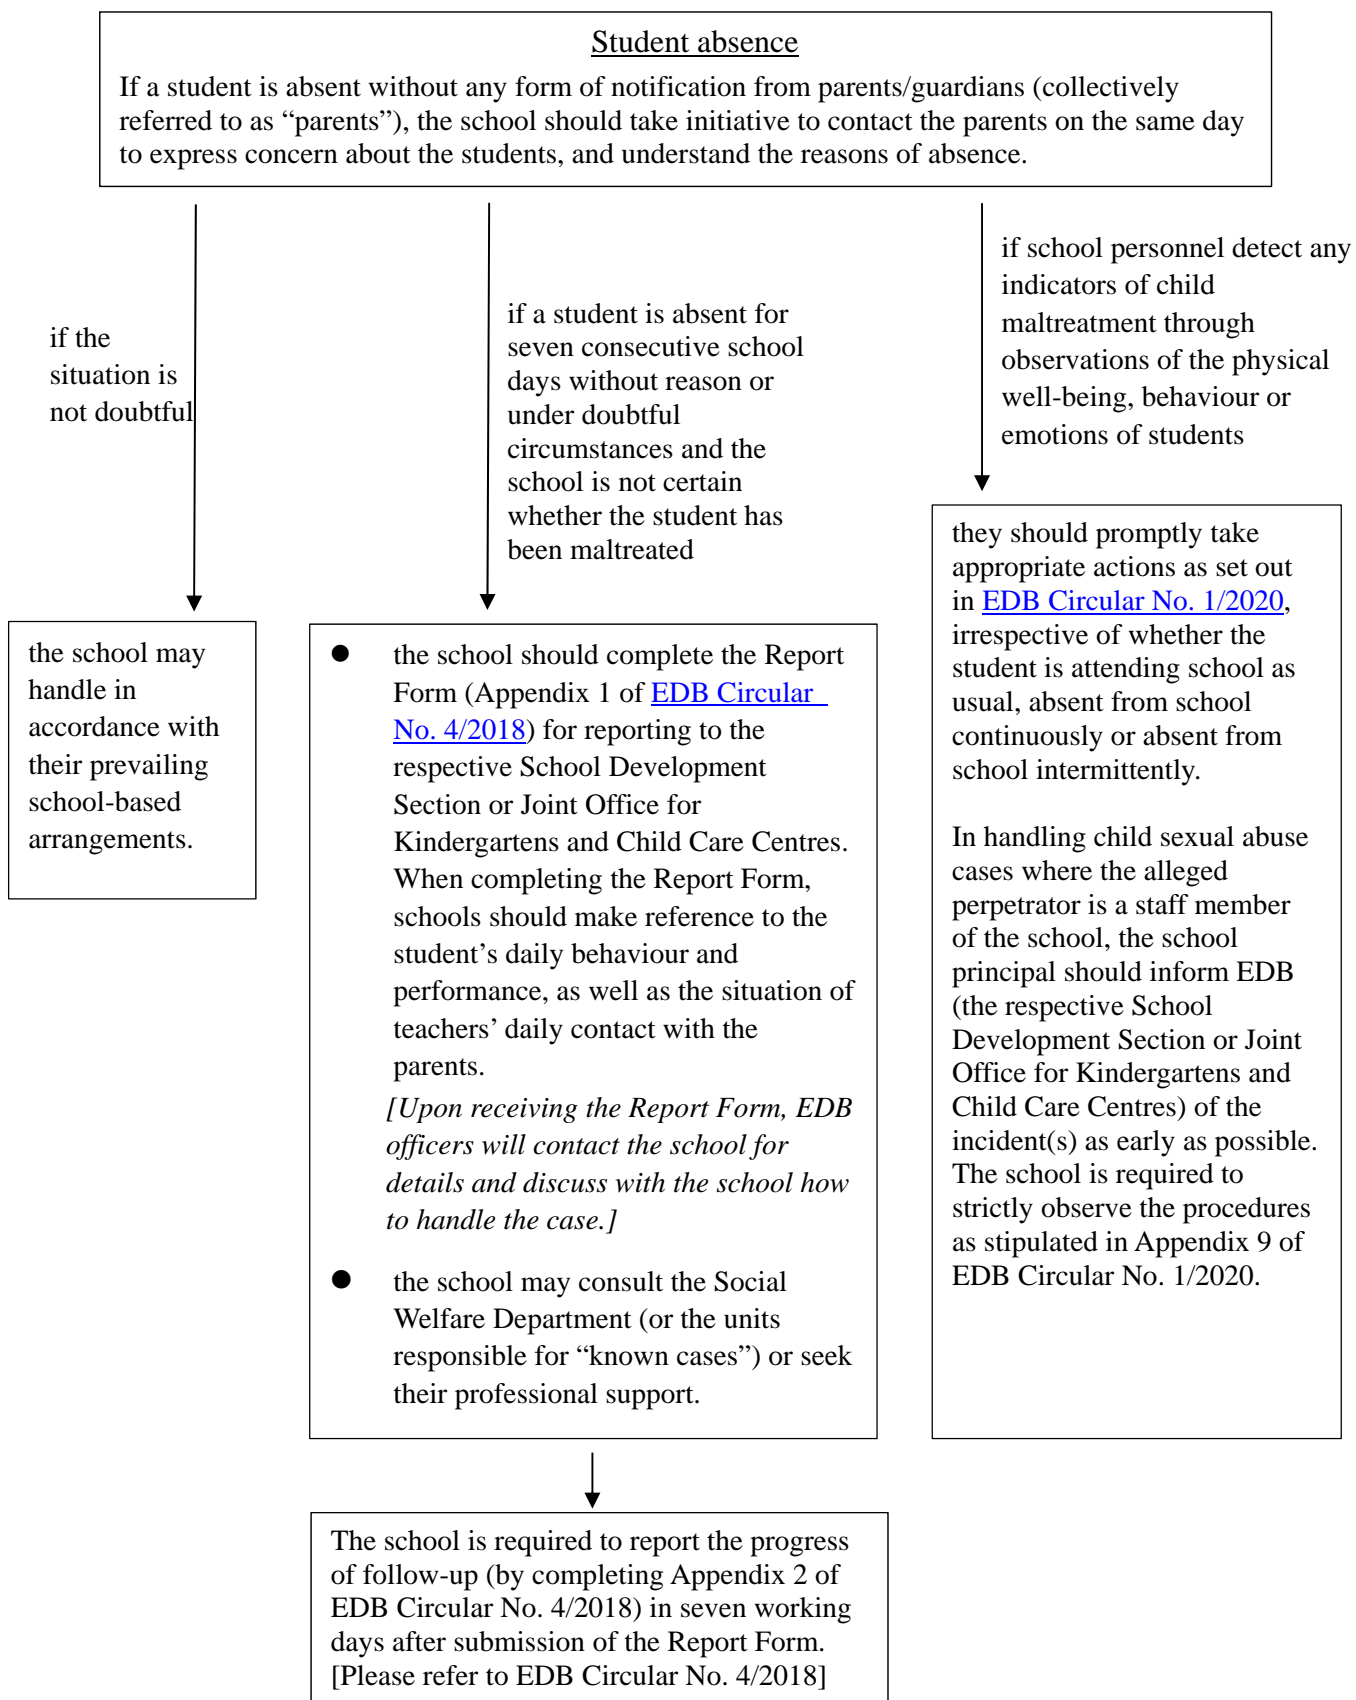 Student absence
If a student is absent without any form of notification from parents/guardians (collectively
referred to as “parents”), the school should take initiative to contact the parents on the same day
to express concern about the students, and understand the reasons of absence.
if the
situation is
not doubtful
the school may
handle in
accordance with
their prevailing
school-based
arrangements.
if a student is absent for
seven consecutive school
days without reason or
under doubtful
circumstances and the
school is not certain
whether the student has
been maltreated
● the school should complete the Report
Form (Appendix 1 of EDB Circular
No. 4/2018) for reporting to the
respective School Development
Section or Joint Office for
Kindergartens and Child Care Centres.
When completing the Report Form,
schools should make reference to the
student’s daily behaviour and
performance, as well as the situation of
teachers’ daily contact with the
parents.
[Upon receiving the Report Form, EDB
officers will contact the school for
details and discuss with the school how
to handle the case.]
● the school may consult the Social
Welfare Department (or the units
responsible for “known cases”) or seek
their professional support.
The school is required to report the progress
of follow-up (by completing Appendix 2 of
EDB Circular No. 4/2018) in seven working
days after submission of the Report Form.
[Please refer to EDB Circular No. 4/2018]
if school personnel detect any
indicators of child
maltreatment through
observations of the physical
well-being, behaviour or
emotions of students
they should promptly take
appropriate actions as set out
in EDB Circular No. 1/2020,
irrespective of whether the
student is attending school as
usual, absent from school
continuously or absent from
school intermittently.
In handling child sexual abuse
cases where the alleged
perpetrator is a staff member
of the school, the school
principal should inform EDB
(the respective School
Development Section or Joint
Office for Kindergartens and
Child Care Centres) of the
incident(s) as early as possible.
The school is required to
strictly observe the procedures
as stipulated in Appendix 9 of
EDB Circular No. 1/2020.